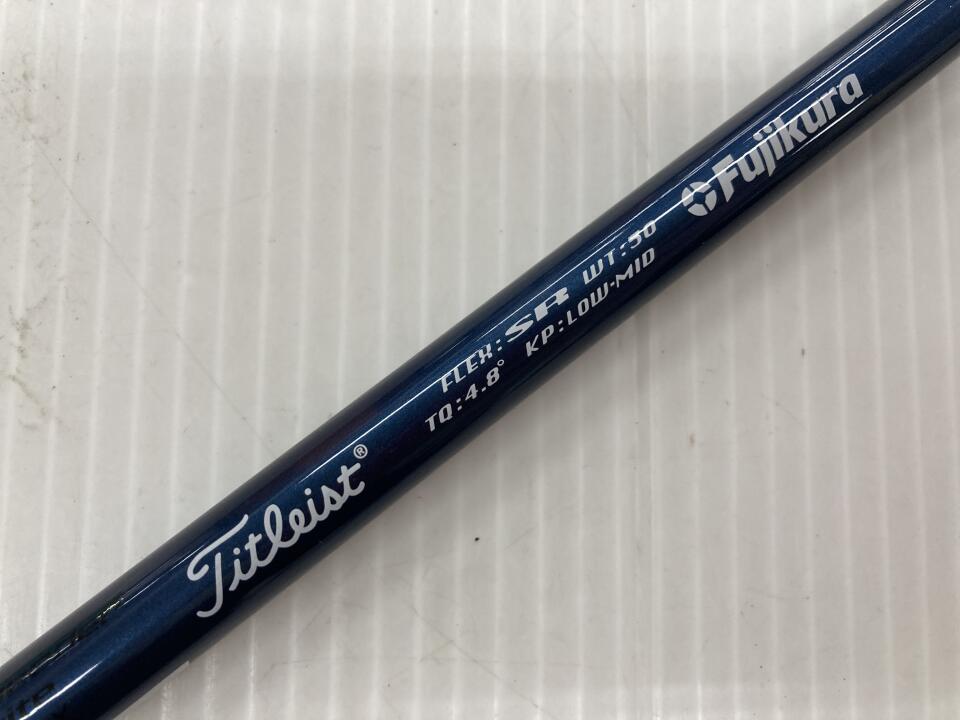 Titleist®
FLEX:SR WT:50
TQ:4.8° KP:LOW-MID
Fujikura